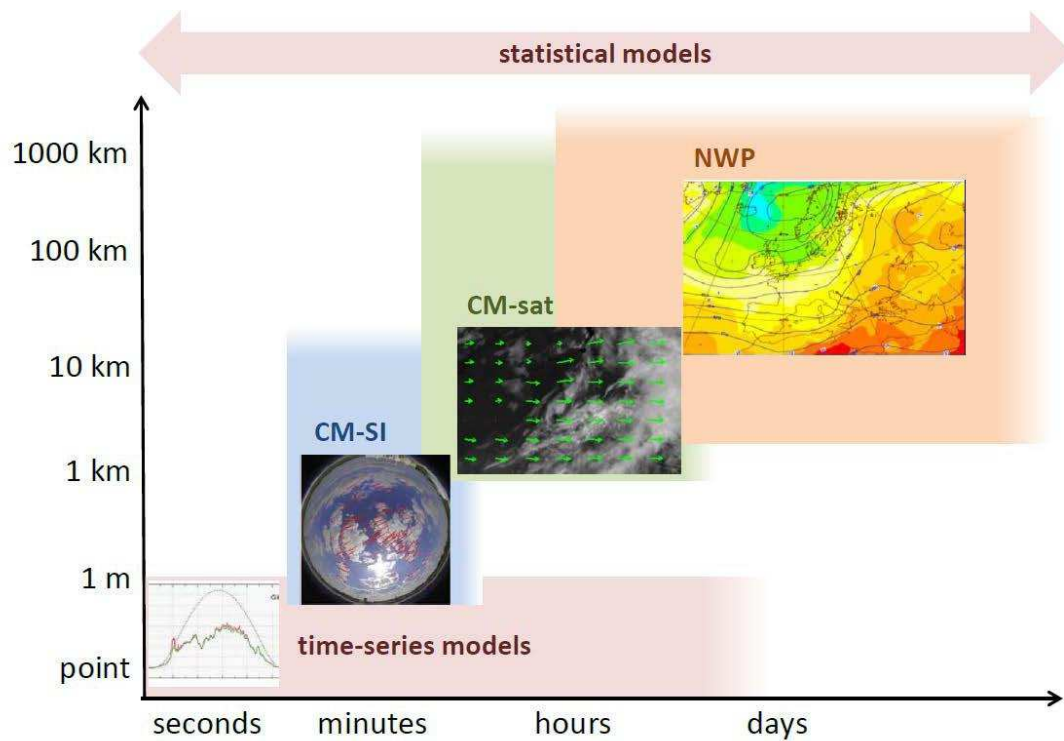 statistical models
1000 km
NWP
100 km
CM-sat
10 km
CM-SI
1 km
1 m
time-series models
point
seconds minutes hours days